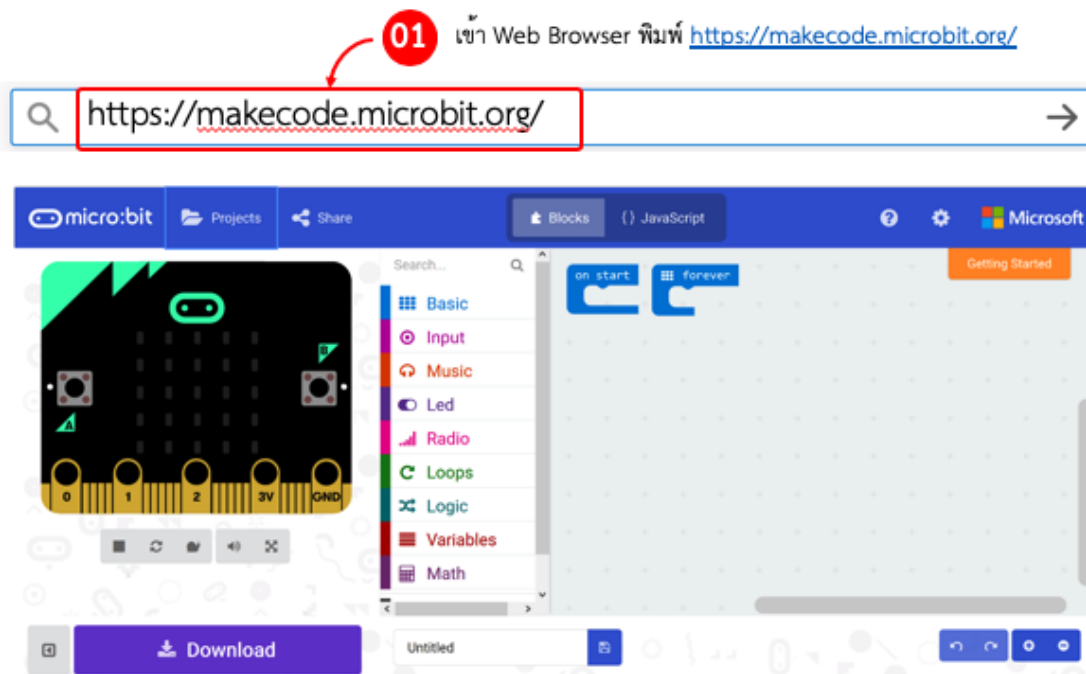 01 เข้า Web Browser พิมพ์ https://makecode.microbit.org/
https://makecode.microbit.org/
micro:bit Projects Share Blocks {} JavaScript Microsoft
Search...
on start forever
Getting Started
Basic
Input
Music
B
Led
A
Radio
Loops
0 1 2 3V GND
Logic
Variables
Math
Download
Untitled